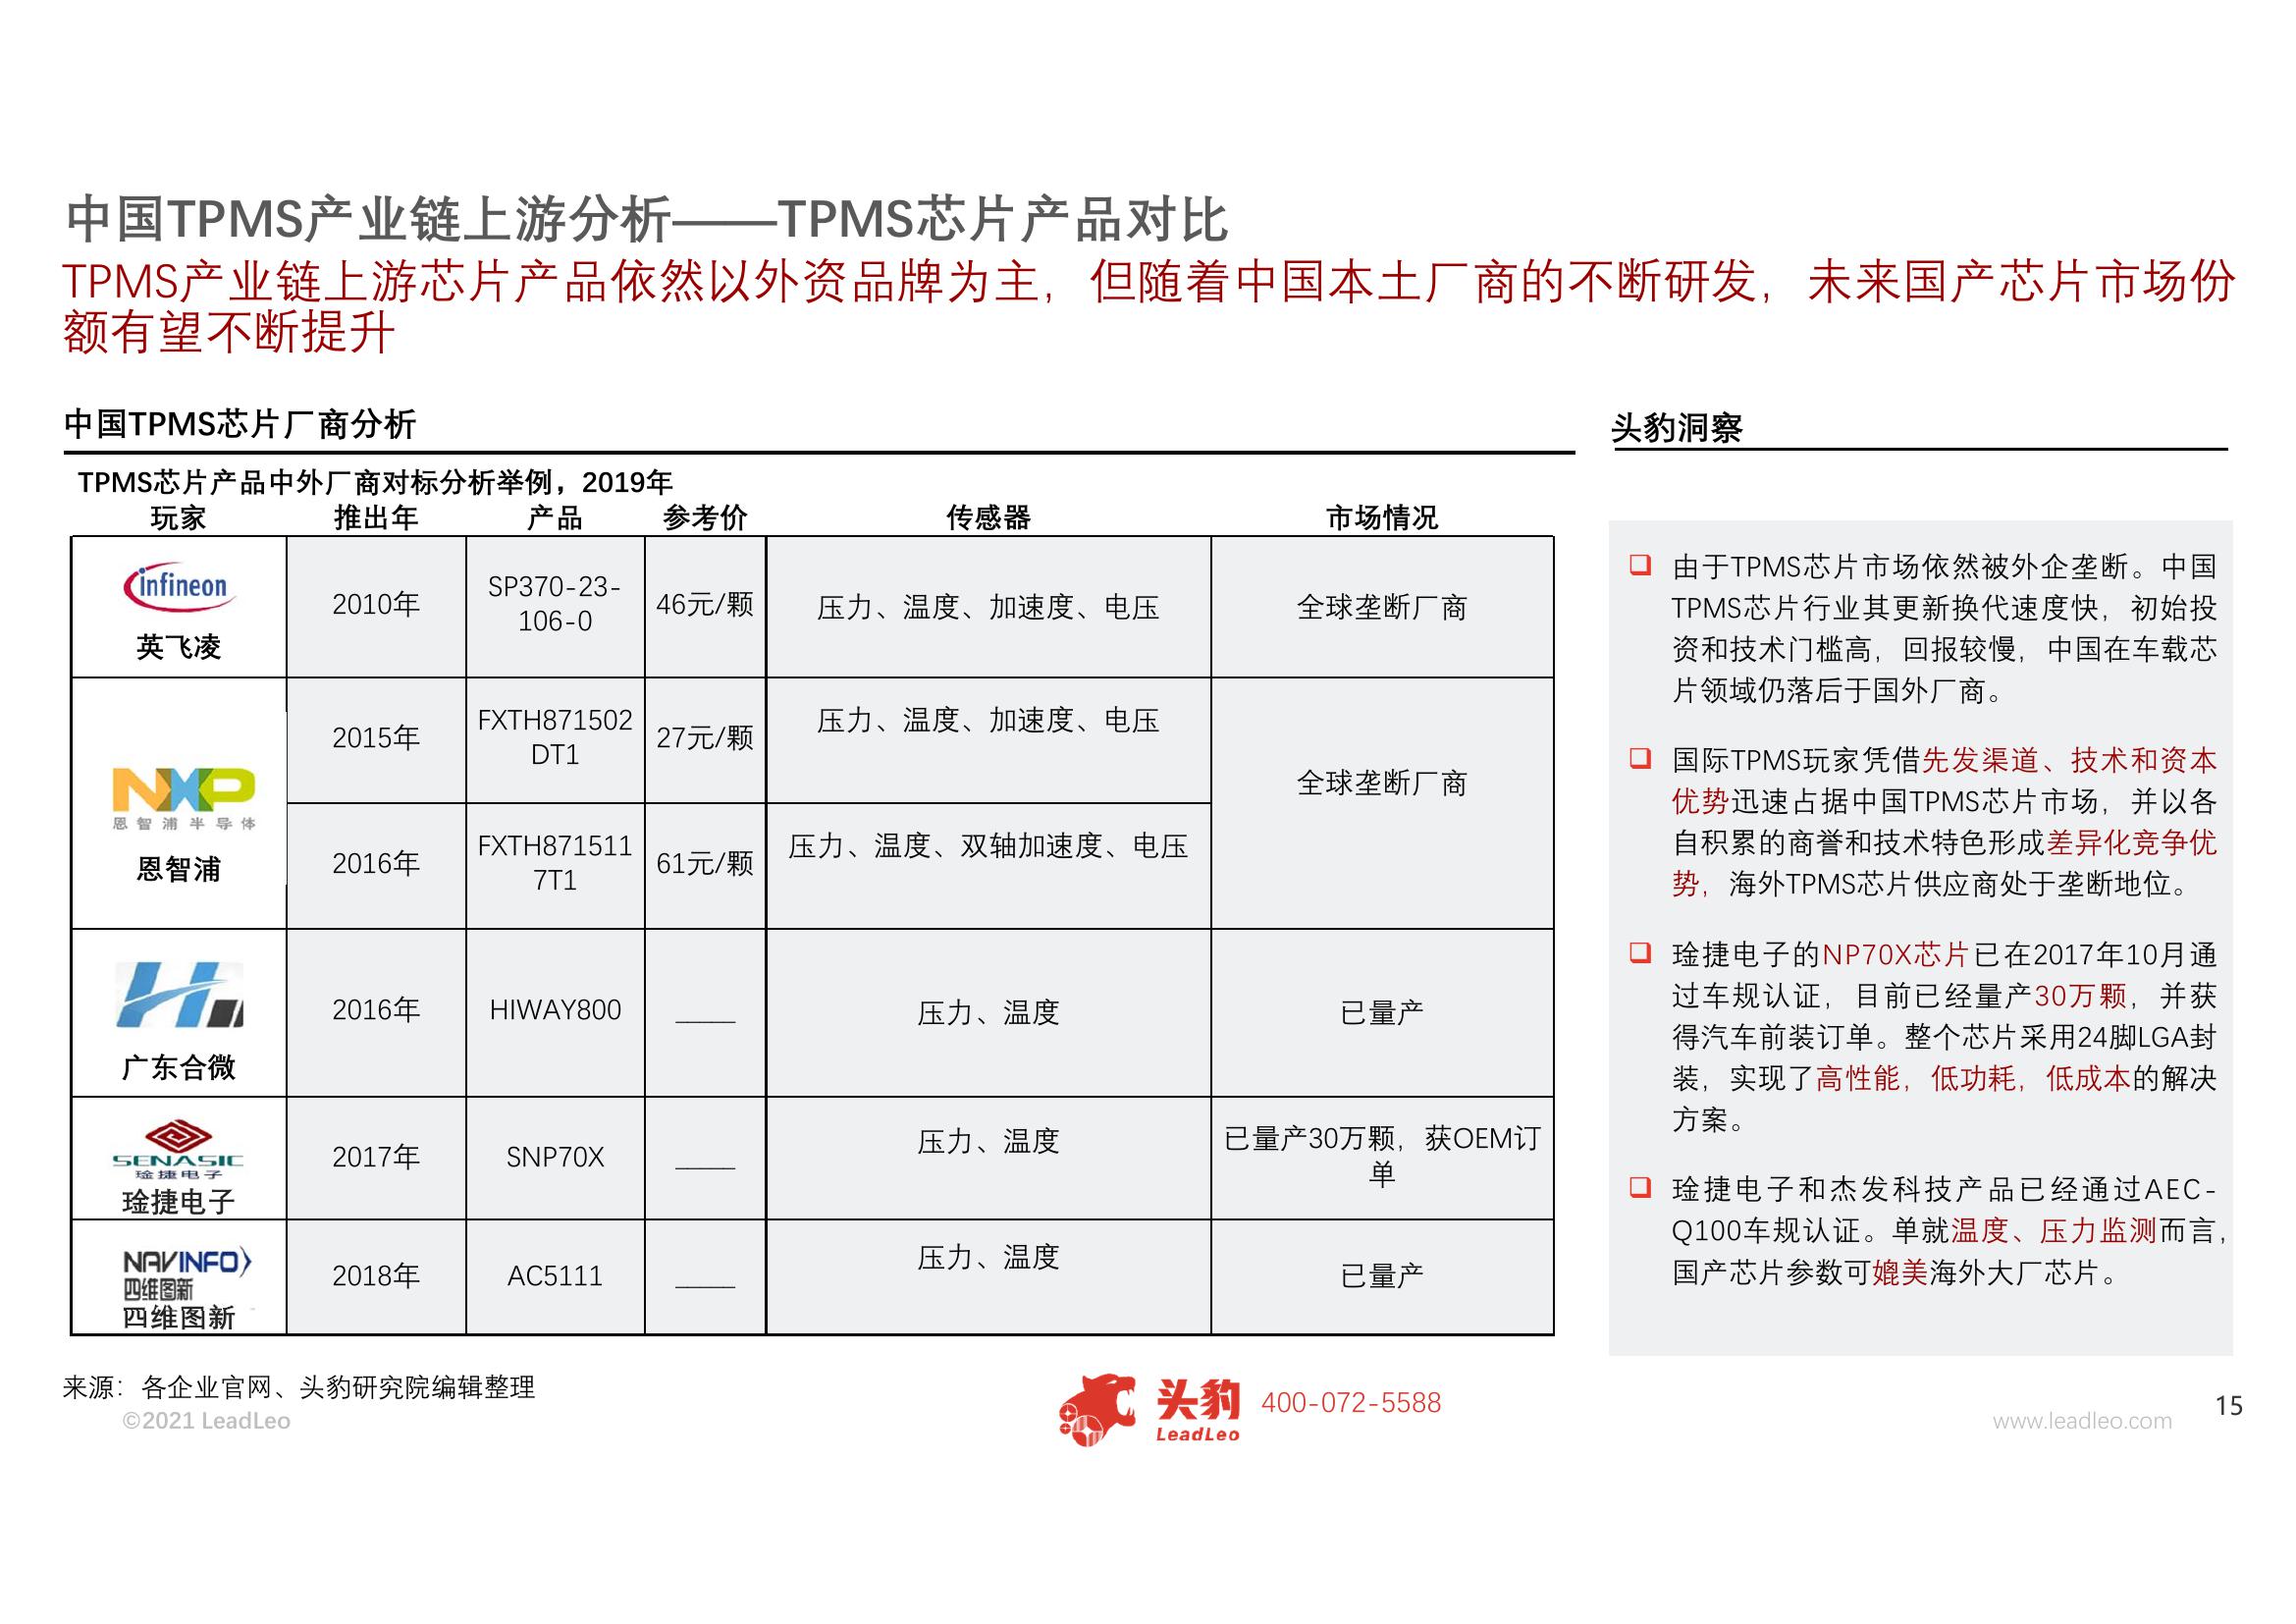 中国TPMS产业链上游分析——TPMS芯片产品对比
TPMS产业链上游芯片产品依然以外资品牌为主，但随着中国本土厂商的不断研发，未来国产芯片市场份
额有望不断提升
中国TPMS芯片厂商分析
TPMS芯片产品中外厂商对标分析举例，2019年
玩家 推出年 产品 参考价 传感器 市场情况
infineon
英飞凌
2010年
SP370-23-
106-0
46元/颗
压力、温度、加速度、电压
全球垄断厂商
NXP
恩智浦半导体
恩智浦
2015年
FXTH871502
DT1
27元/颗
压力、温度、加速度、电压
全球垄断厂商
2016年
FXTH871511
7T1
61元/颗
压力、温度、双轴加速度、电压
广东合微
2016年
HIWAY800
____
压力、温度
已量产
SENASIC
琻捷电子
琻捷电子
2017年
SNP70X
____
压力、温度
已量产30万颗，获OEM订
单
NAVINFO
四维图新
四维图新
2018年
AC5111
____
压力、温度
已量产
头豹洞察
❑ 由于TPMS芯片市场依然被外企垄断。中国
TPMS芯片行业其更新换代速度快，初始投
资和技术门槛高，回报较慢，中国在车载芯
片领域仍落后于国外厂商。
❑ 国际TPMS玩家凭借先发渠道、技术和资本
优势迅速占据中国TPMS芯片市场，并以各
自积累的商誉和技术特色形成差异化竞争优
势，海外TPMS芯片供应商处于垄断地位。
❑ 琻捷电子的NP70X芯片已在2017年10月通
过车规认证，目前已经量产30万颗，并获
得汽车前装订单。整个芯片采用24脚LGA封
装，实现了高性能，低功耗，低成本的解决
方案。
❑ 琻捷电子和杰发科技产品已经通过AEC-
Q100车规认证。单就温度、压力监测而言，
国产芯片参数可媲美海外大厂芯片。
来源：各企业官网、头豹研究院编辑整理
©2021 LeadLeo
头豹
LeadLeo
400-072-5588
www.leadleo.com
15